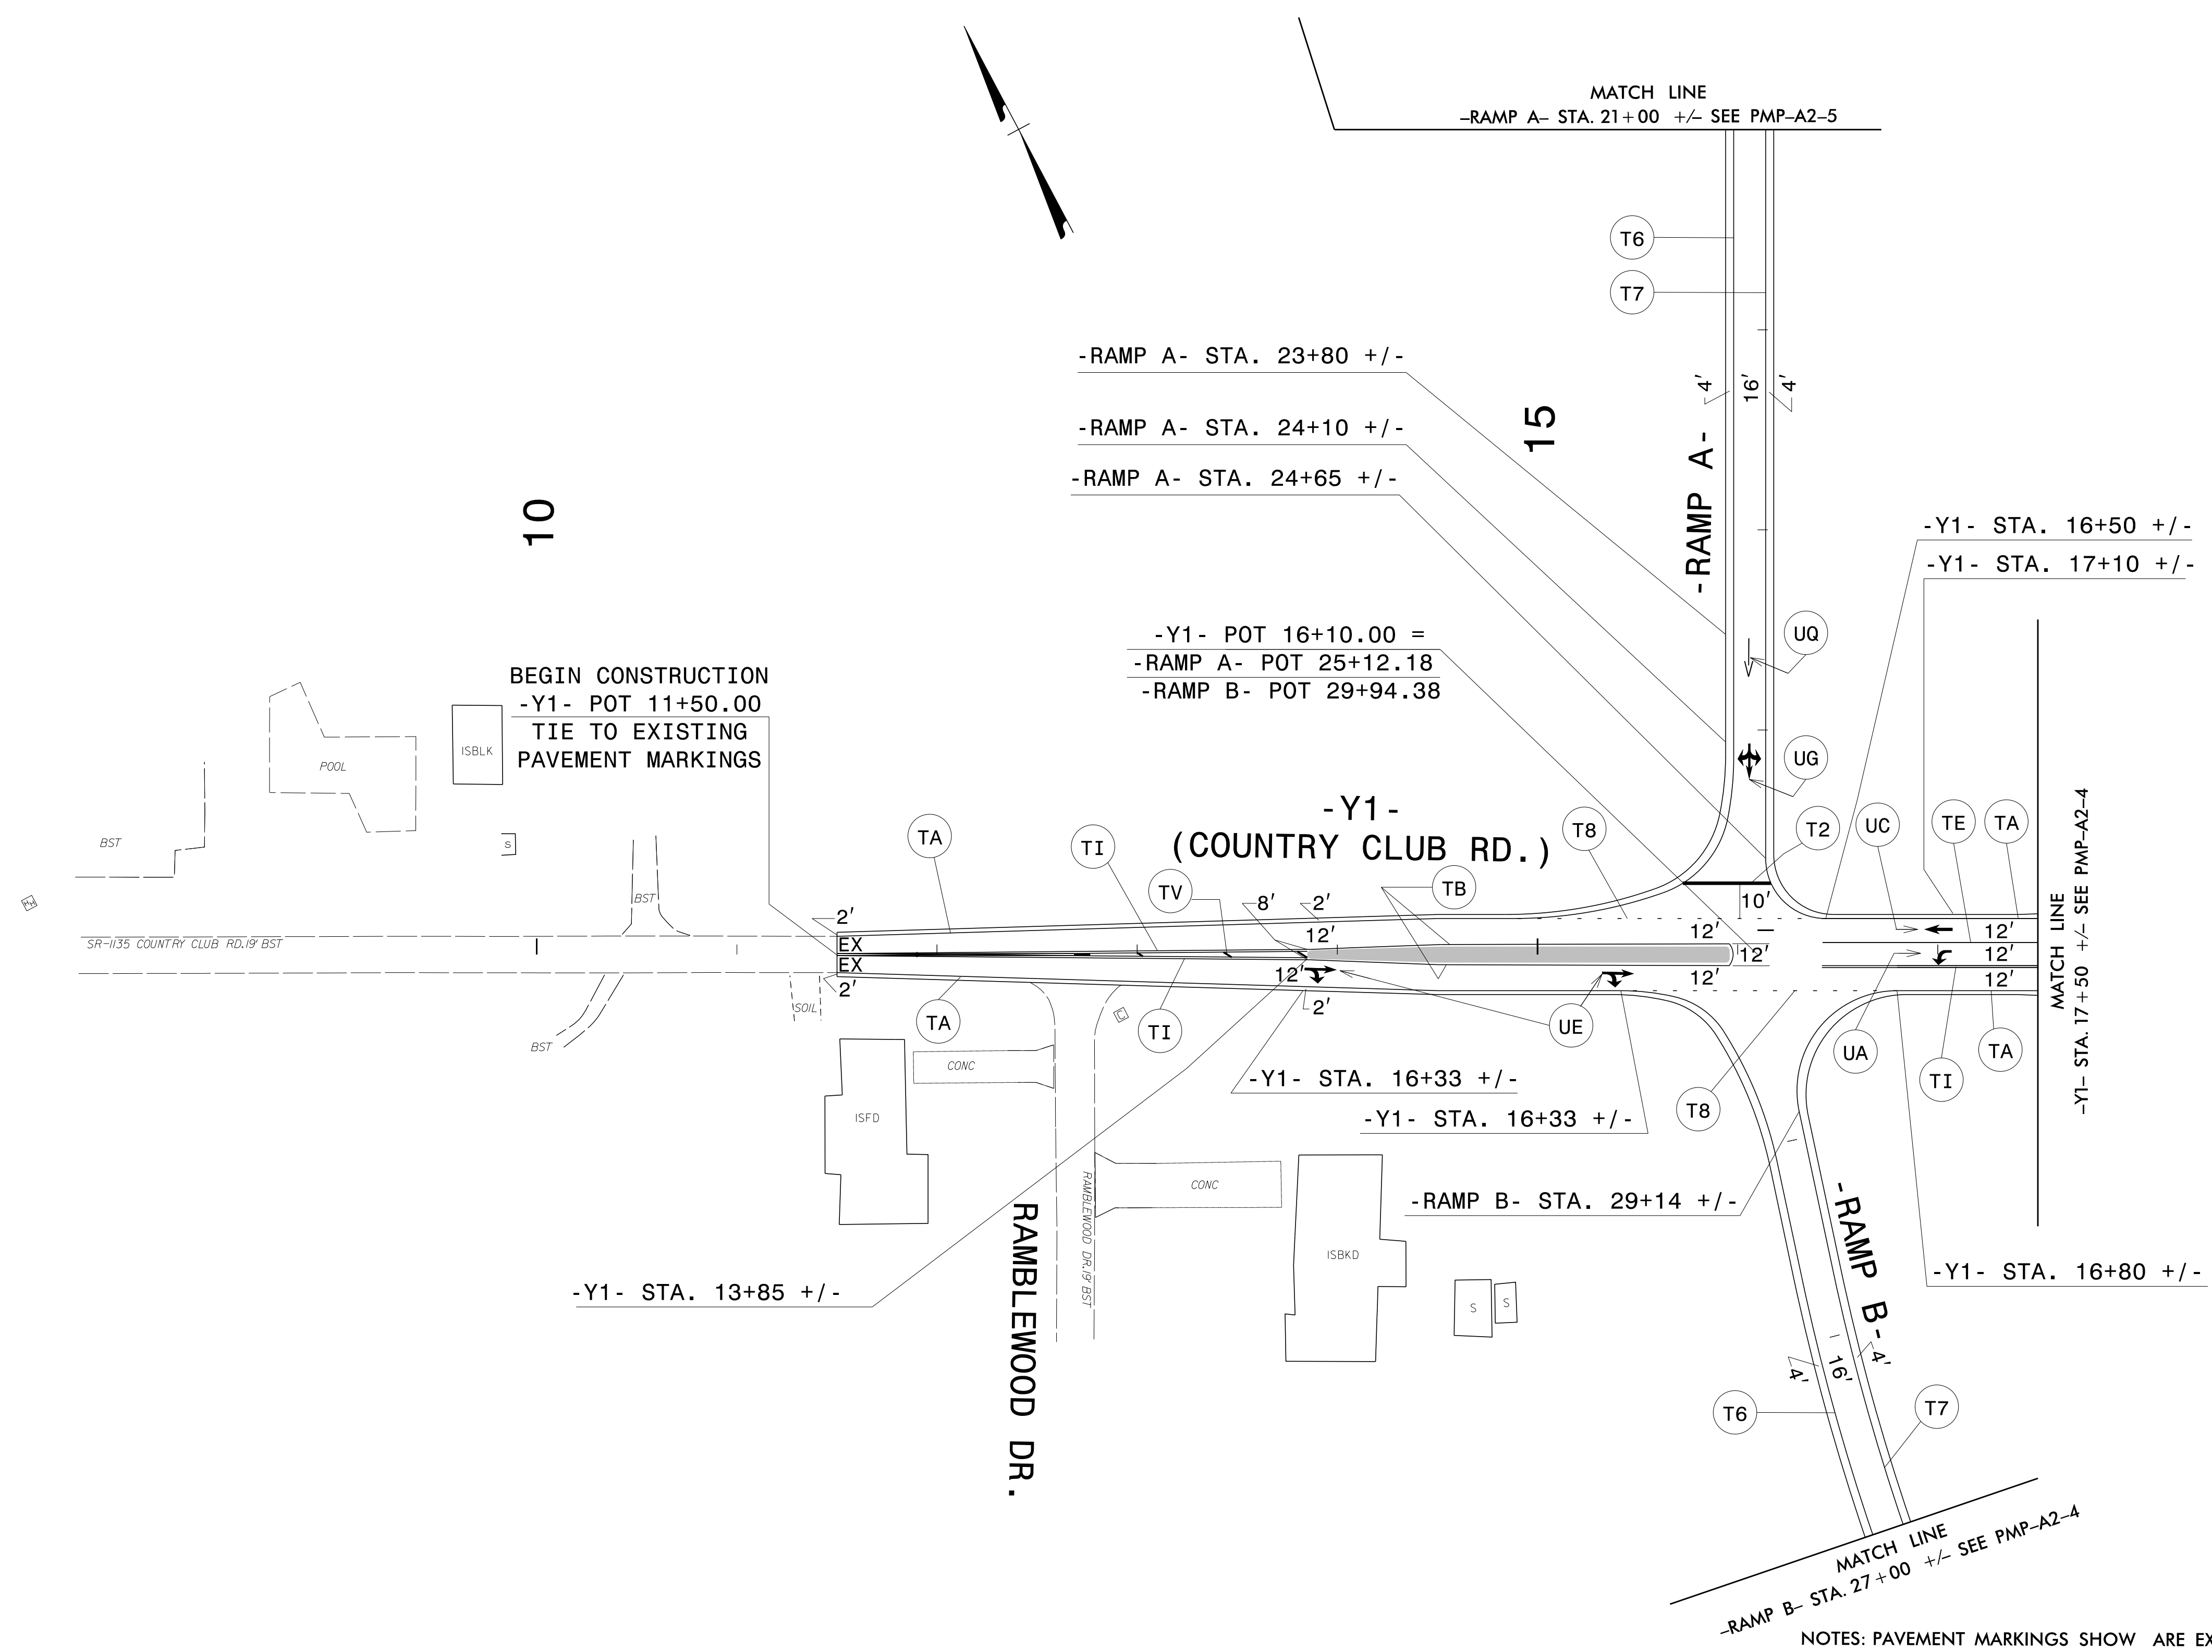 MATCH LINE
-RAMP A- STA. 21+00 +/- SEE PMP-A2-5
T6
T7
-RAMP A- STA. 23+80 +/-
4'
16'
4'
15
-RAMP A- STA. 24+10 +/-
-RAMP A-
-RAMP A- STA. 24+65 +/-
10
-Y1- STA. 16+50 +/-
-Y1- STA. 17+10 +/-
-Y1- POT 16+10.00 =
-RAMP A- POT 25+12.18
-RAMP B- POT 29+94.38
UQ
BEGIN CONSTRUCTION
-Y1- POT 11+50.00
TIE TO EXISTING
PAVEMENT MARKINGS
ISBLK
POOL
UG
-Y1-
(COUNTRY CLUB RD.)
TA
TI
T8
T2
UC
TE
TA
BST
S
TV
TB
MATCH LINE
-Y1- STA. 17+50 +/- SEE PMP-A2-4
BST
8'
2'
10'
2'
12'
12'
12'
SR-1135 COUNTRY CLUB RD. 19' BST
EX
EX
12'
12'
12'
12'
12'
2'
2'
SOIL
TA
TI
C
UE
UA
TI
TA
BST
CONC
-Y1- STA. 16+33 +/-
-Y1- STA. 16+33 +/-
T8
ISFD
CONC
RAMBLEWOOD DR. 19' BST
RAMBLEWOOD DR.
-RAMP B- STA. 29+14 +/-
-RAMP B-
ISBKD
-Y1- STA. 16+80 +/-
-Y1- STA. 13+85 +/-
S
S
4'
16'
4'
T6
T7
MATCH LINE
-RAMP B- STA. 27+00 +/- SEE PMP-A2-4
NOTES: PAVEMENT MARKINGS SHOW ARE EX